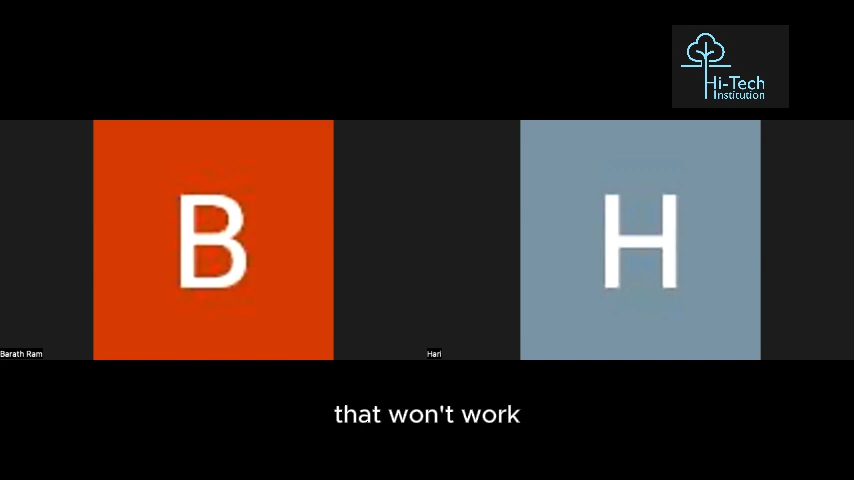 Hi-Tech
Institution
B
H
Barath Ram
Hari
that won't work